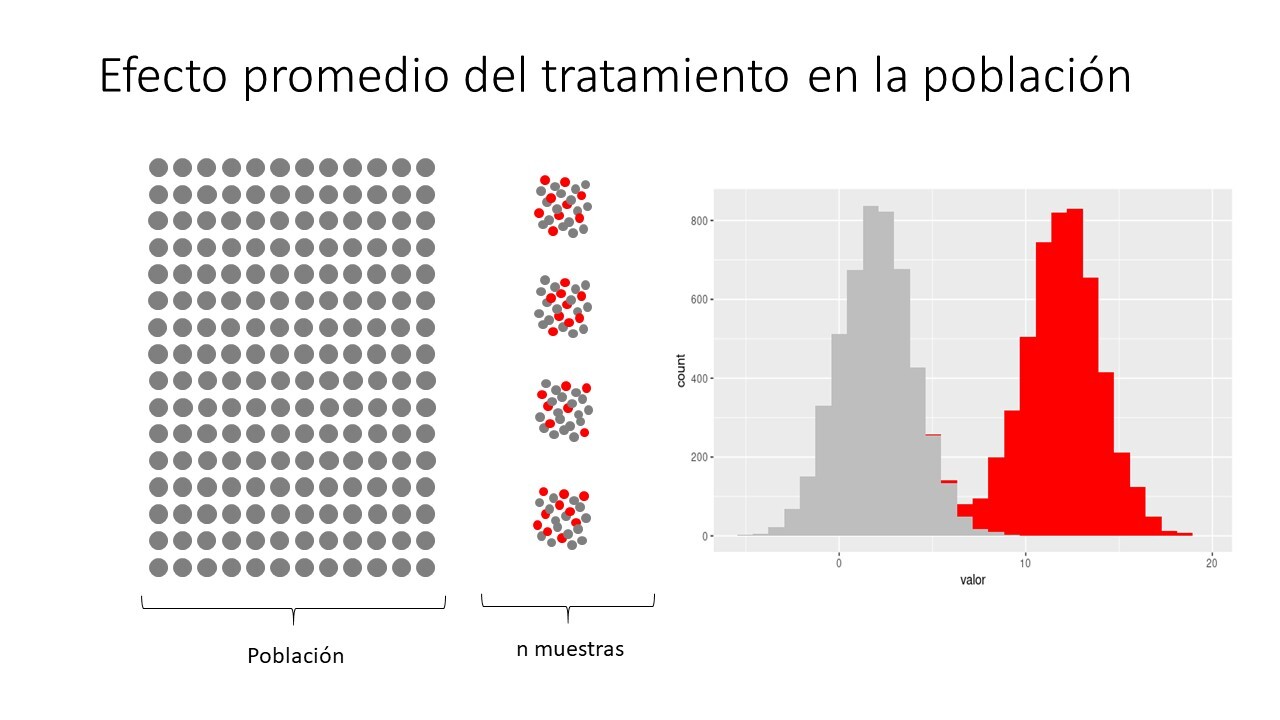 Efecto promedio del tratamiento en la población
Población
n muestras
count
800
600
400
200
0
0
10
20
valor